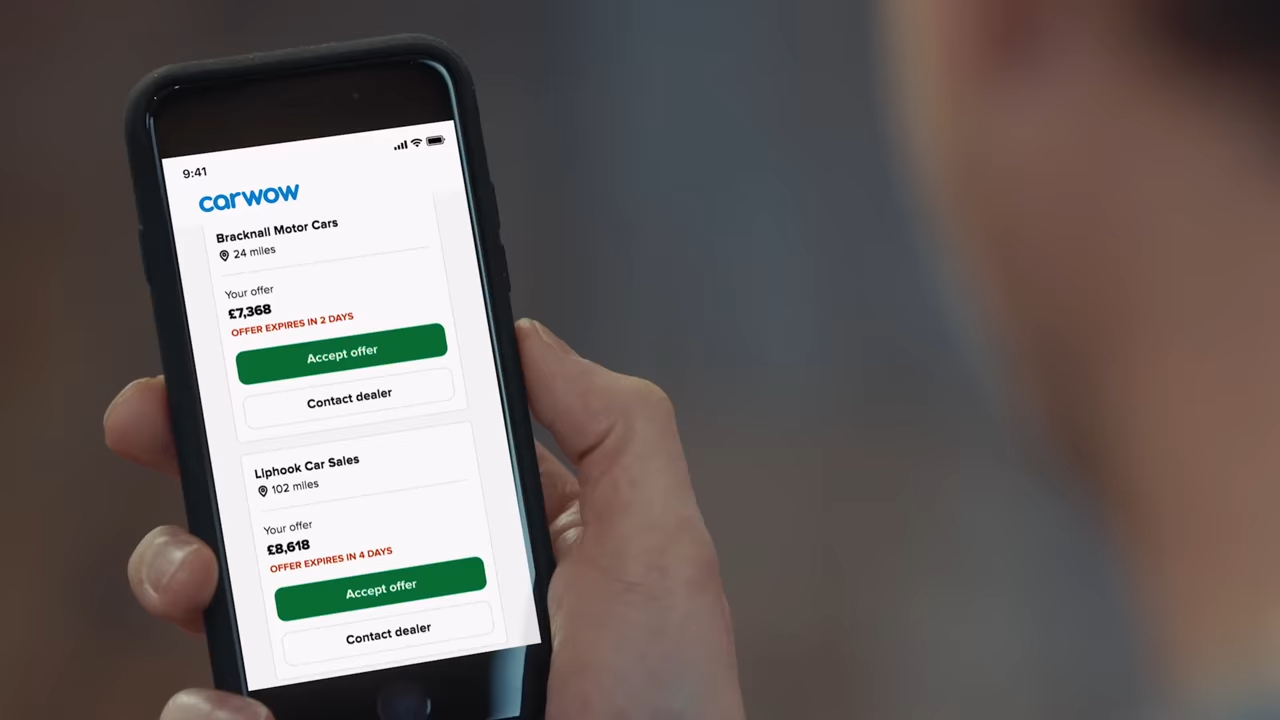 9:41
carwow
Bracknall Motor Cars
24 miles
Your offer
£7,368
OFFER EXPIRES IN 2 DAYS
Accept offer
Contact dealer
Liphook Car Sales
102 miles
Your offer
£8,618
OFFER EXPIRES IN 4 DAYS
Accept offer
Contact dealer